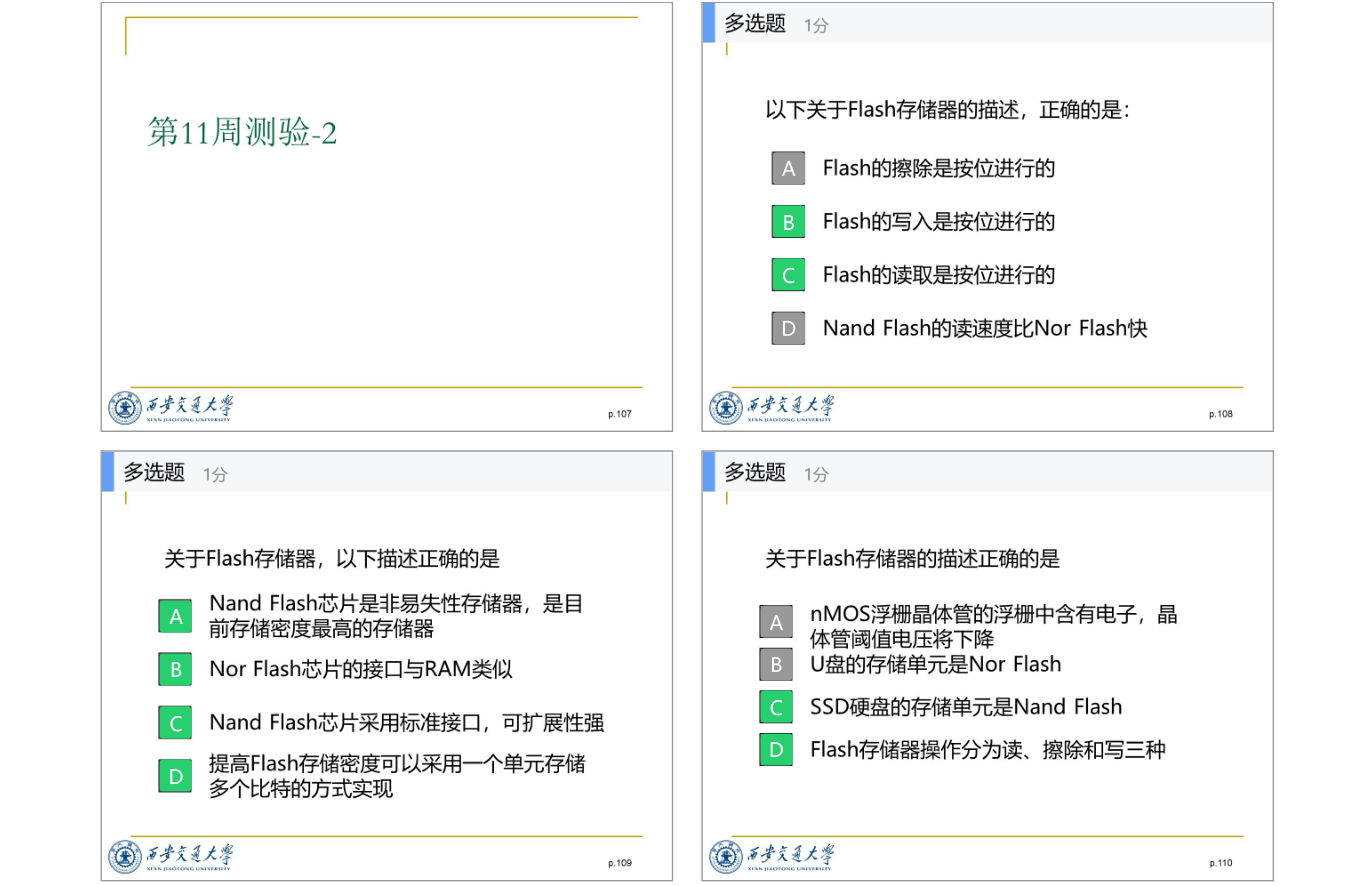 第11周测验-2
西安交通大学
XI'AN JIAOTONG UNIVERSITY
p.107
多选题 1分
以下关于Flash存储器的描述，正确的是：
A Flash的擦除是按位进行的
B Flash的写入是按位进行的
C Flash的读取是按位进行的
D Nand Flash的读速度比Nor Flash快
西安交通大学
XI'AN JIAOTONG UNIVERSITY
p.108
多选题 1分
关于Flash存储器，以下描述正确的是
A Nand Flash芯片是非易失性存储器，是目
前存储密度最高的存储器
B Nor Flash芯片的接口与RAM类似
C Nand Flash芯片采用标准接口，可扩展性强
D 提高Flash存储密度可以采用一个单元存储
多个比特的方式实现
西安交通大学
XI'AN JIAOTONG UNIVERSITY
p.109
多选题 1分
关于Flash存储器的描述正确的是
A nMOS浮栅晶体管的浮栅中含有电子，晶
体管阈值电压将下降
B U盘的存储单元是Nor Flash
C SSD硬盘的存储单元是Nand Flash
D Flash存储器操作分为读、擦除和写三种
西安交通大学
XI'AN JIAOTONG UNIVERSITY
p.110